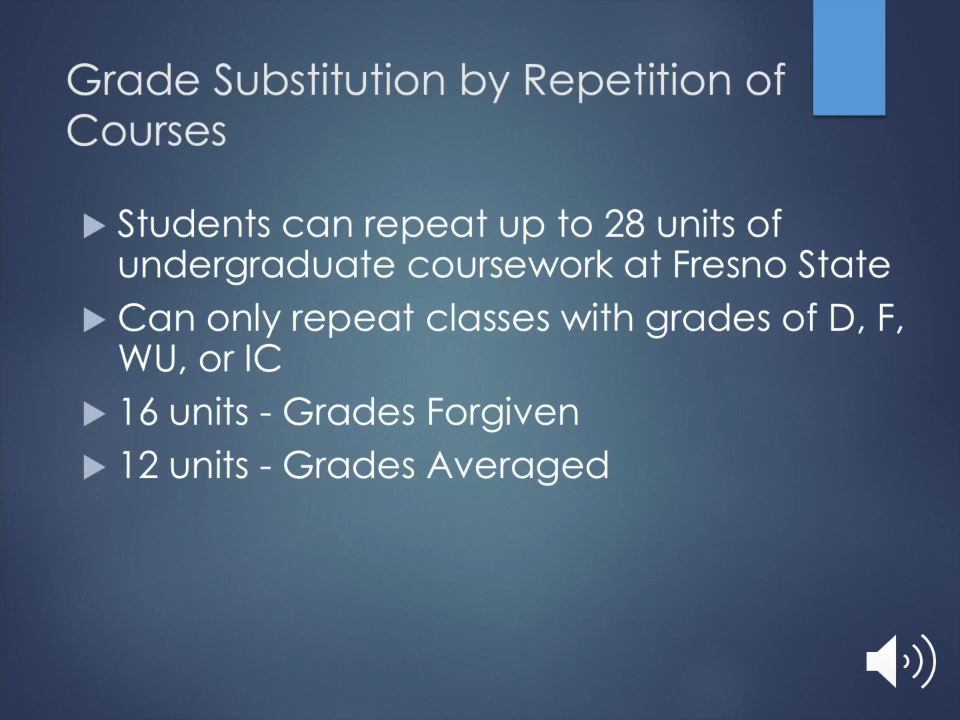 Grade Substitution by Repetition of
Courses
Students can repeat up to 28 units of
undergraduate coursework at Fresno State
Can only repeat classes with grades of D, F,
WU, or IC
16 units - Grades Forgiven
12 units - Grades Averaged